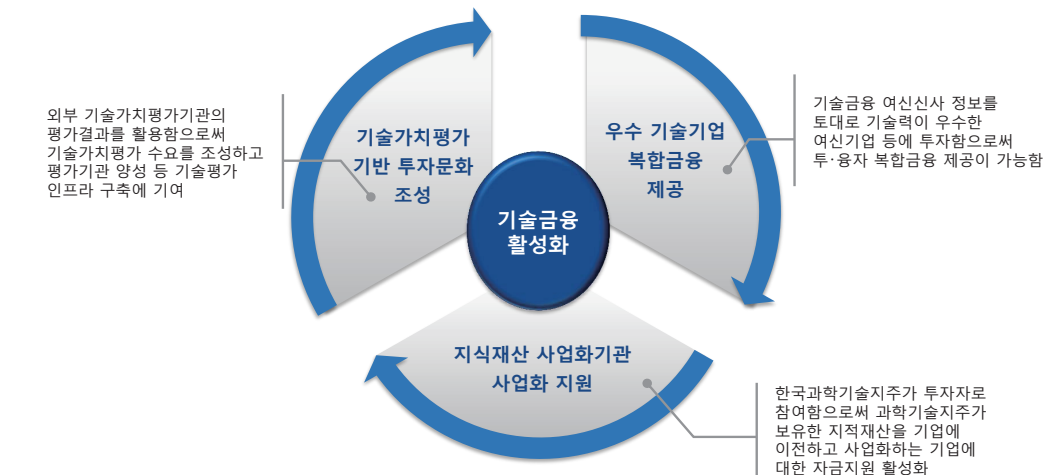 외부 기술가치평가기관의
평가결과를 활용함으로써
기술가치평가 수요를 조성하고
평가기관 양성 등 기술평가
인프라 구축에 기여
기술가치평가
기반 투자문화
조성
우수 기술기업
복합금융
제공
기술금융 여신신사 정보를
토대로 기술력이 우수한
여신기업 등에 투자함으로써
투·융자 복합금융 제공이 가능함
기술금융
활성화
지식재산 사업화기관
사업화 지원
한국과학기술지주가 투자자로
참여함으로써 과학기술지주가
보유한 지적재산을 기업에
이전하고 사업화하는 기업에
대한 자금지원 활성화